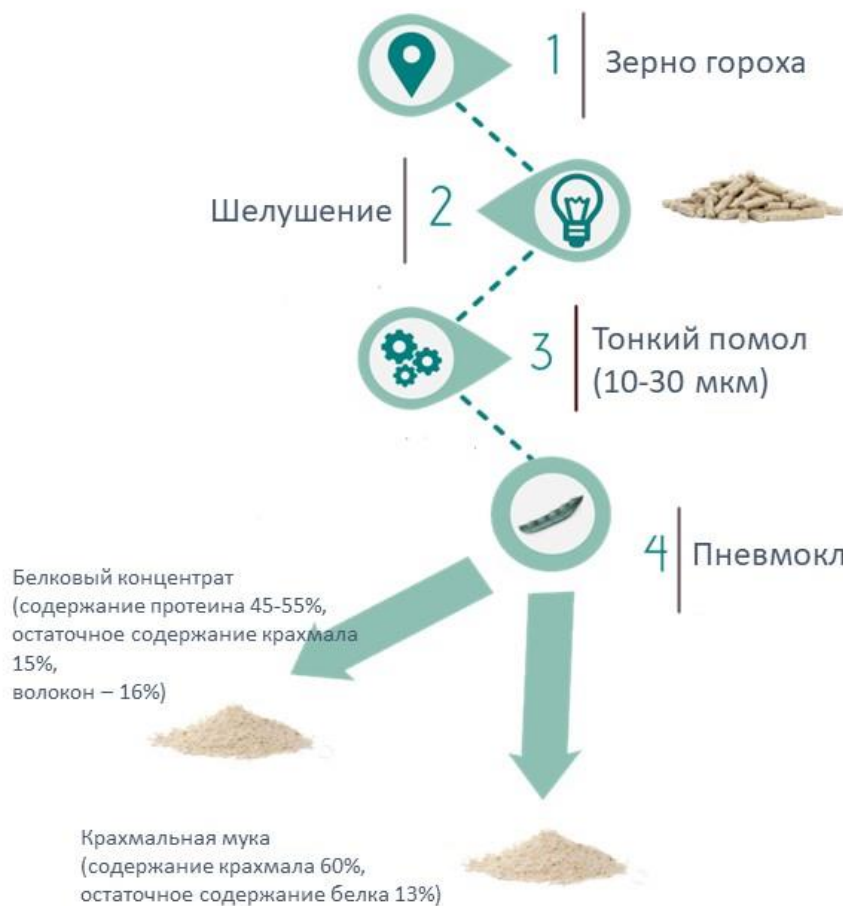 1
Зерно гороха
Шелушение
2
3
Тонкий помол
(10-30 мкм)
4
Пневмокл
Белковый концентрат
(содержание протеина 45-55%,
остаточное содержание крахмала
15%,
волокон – 16%)
Крахмальная мука
(содержание крахмала 60%,
остаточное содержание белка 13%)